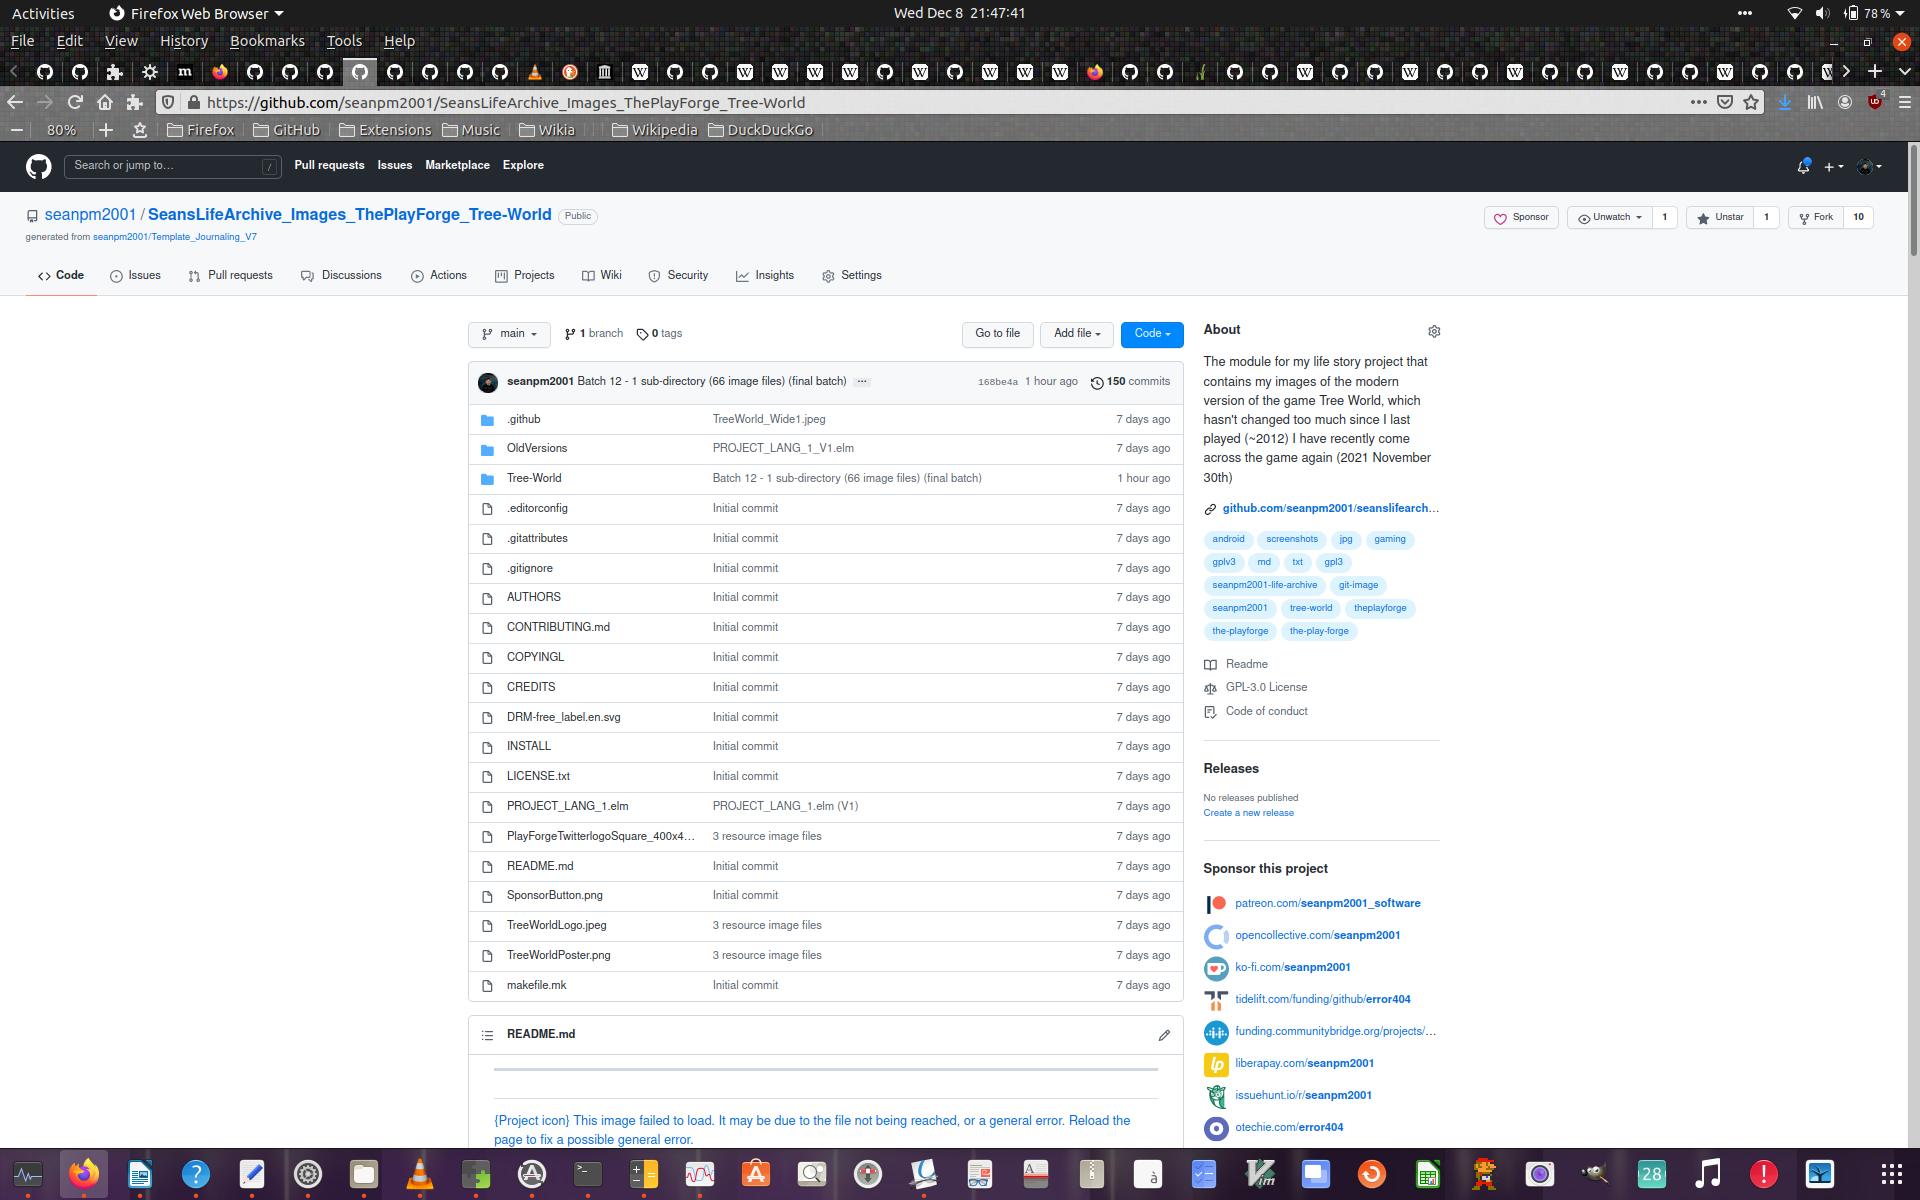 Activities
Firefox Web Browser
Wed Dec 8 21:47:41
78 %
File Edit View History Bookmarks Tools Help
https://github.com/seanpm2001/SeansLifeArchive_Images_ThePlayForge_Tree-World
4
80%
Firefox GitHub Extensions Music Wikia Wikipedia DuckDuckGo
Search or jump to... /
Pull requests Issues Marketplace Explore
seanpm2001 / SeansLifeArchive_Images_ThePlayForge_Tree-World Public
Sponsor Unwatch 1 Unstar 1 Fork 10
generated from seanpm2001/Template_Journaling_V7
Code Issues Pull requests Discussions Actions Projects Wiki Security Insights Settings
main 1 branch 0 tags Go to file Add file Code
seanpm2001 Batch 12 - 1 sub-directory (66 image files) (final batch) ... 168be4a 1 hour ago 150 commits
.github TreeWorld_Wide1.jpeg 7 days ago
OldVersions PROJECT_LANG_1_V1.elm 7 days ago
Tree-World Batch 12 - 1 sub-directory (66 image files) (final batch) 1 hour ago
.editorconfig Initial commit 7 days ago
.gitattributes Initial commit 7 days ago
.gitignore Initial commit 7 days ago
AUTHORS Initial commit 7 days ago
CONTRIBUTING.md Initial commit 7 days ago
COPYINGL Initial commit 7 days ago
CREDITS Initial commit 7 days ago
DRM-free_label.en.svg Initial commit 7 days ago
INSTALL Initial commit 7 days ago
LICENSE.txt Initial commit 7 days ago
PROJECT_LANG_1.elm PROJECT_LANG_1.elm (V1) 7 days ago
PlayForgeTwitterlogoSquare_400x4... 3 resource image files 7 days ago
README.md Initial commit 7 days ago
SponsorButton.png Initial commit 7 days ago
TreeWorldLogo.jpeg 3 resource image files 7 days ago
TreeWorldPoster.png 3 resource image files 7 days ago
makefile.mk Initial commit 7 days ago
README.md
{Project icon} This image failed to load. It may be due to the file not being reached, or a general error. Reload the
page to fix a possible general error.
About
The module for my life story project that
contains my images of the modern
version of the game Tree World, which
hasn't changed too much since I last
played (~2012) I have recently come
across the game again (2021 November
30th)
github.com/seanpm2001/seanslifearch...
android screenshots jpg gaming
gplv3 md txt gpl3
seanpm2001-life-archive git-image
seanpm2001 tree-world theplayforge
the-playforge the-play-forge
Readme
GPL-3.0 License
Code of conduct
Releases
No releases published
Create a new release
Sponsor this project
patreon.com/seanpm2001_software
opencollective.com/seanpm2001
ko-fi.com/seanpm2001
tidelift.com/funding/github/error404
funding.communitybridge.org/projects/...
liberapay.com/seanpm2001
issuehunt.io/r/seanpm2001
otechie.com/error404
28